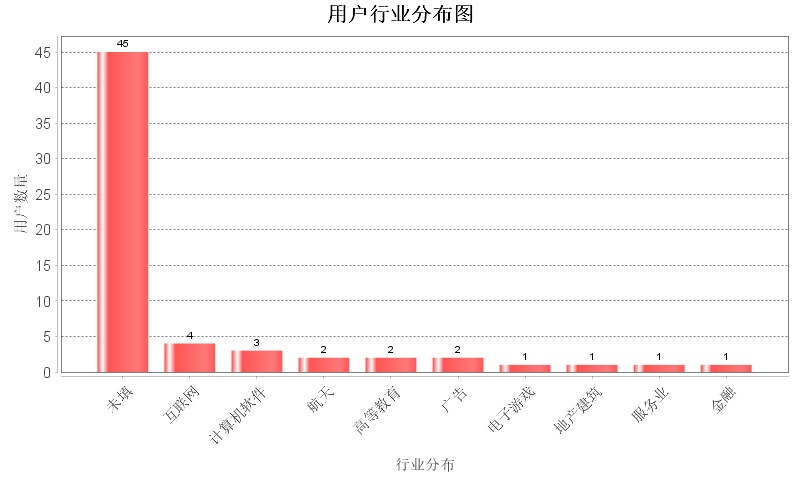 用户行业分布图
用户数量
45
40
35
30
25
20
15
10
5
0
45
4
3
2
2
2
1
1
1
1
未填
互联网
计算机软件
航天
高等教育
广告
电子游戏
地产建筑
服务业
金融
行业分布